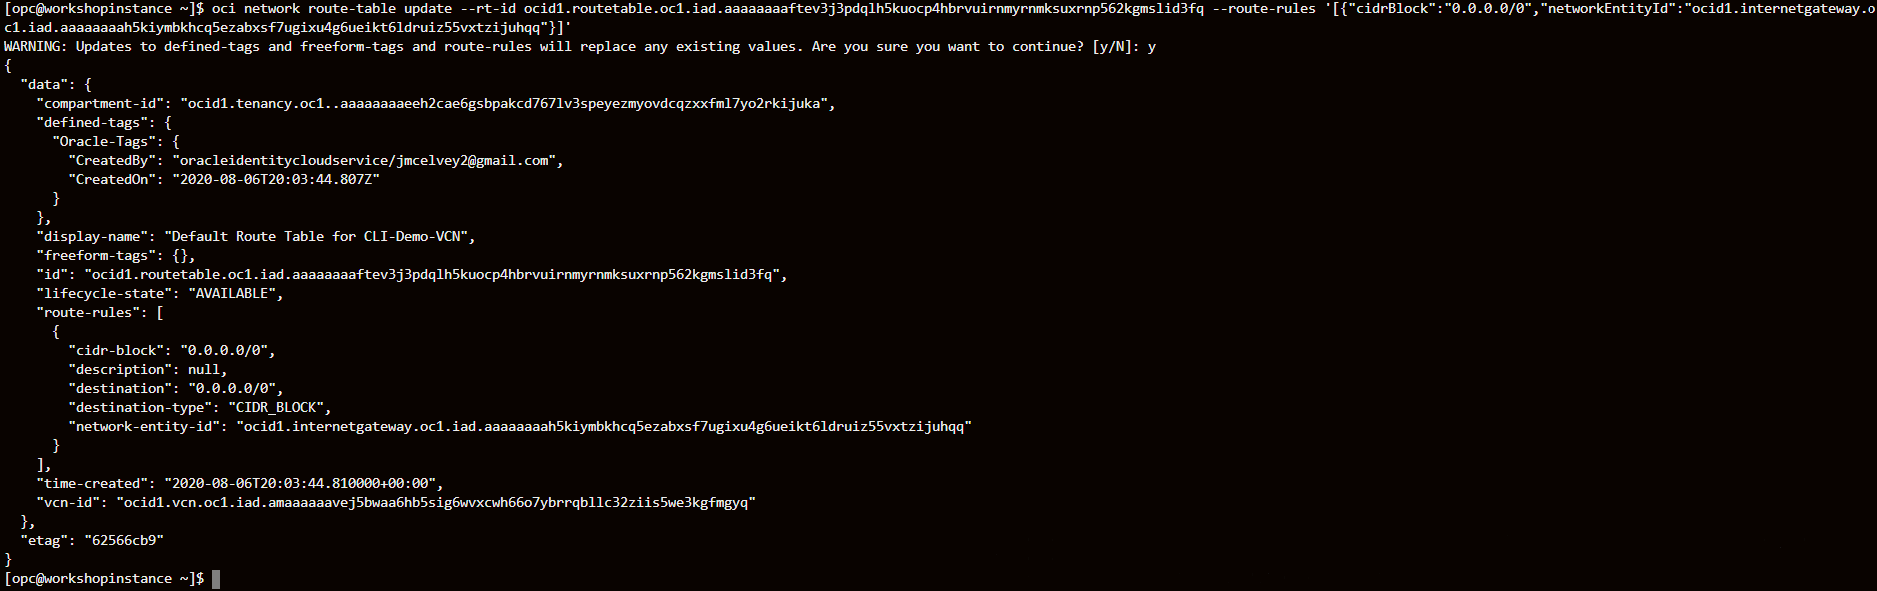 [opc@workshopinstance ~]$ oci network route-table update --rt-id ocid1.routetable.oc1.iad.aaaaaaaaftev3j3pdqlh5kuocp4hbrvuirnmyrnmksuxrnp562kgmslid3fq --route-rules '[{"cidrBlock":"0.0.0.0/0","networkEntityId":"ocid1.internetgateway.o
c1.iad.aaaaaaaah5kiymbkhcq5ezabxsf7ugixu4g6ueikt6ldruiz55vxtzijuhqq"}]'
WARNING: Updates to defined-tags and freeform-tags and route-rules will replace any existing values. Are you sure you want to continue? [y/N]: y
{
  "data": {
    "compartment-id": "ocid1.tenancy.oc1..aaaaaaaaeeh2cae6gsbpakcd767lv3speyezmyovdcqzxxfml7yo2rkijuka",
    "defined-tags": {
      "Oracle-Tags": {
        "CreatedBy": "oracleidentitycloudservice/jmcelvey2@gmail.com",
        "CreatedOn": "2020-08-06T20:03:44.807Z"
      }
    },
    "display-name": "Default Route Table for CLI-Demo-VCN",
    "freeform-tags": {},
    "id": "ocid1.routetable.oc1.iad.aaaaaaaaftev3j3pdqlh5kuocp4hbrvuirnmyrnmksuxrnp562kgmslid3fq",
    "lifecycle-state": "AVAILABLE",
    "route-rules": [
      {
        "cidr-block": "0.0.0.0/0",
        "description": null,
        "destination": "0.0.0.0/0",
        "destination-type": "CIDR_BLOCK",
        "network-entity-id": "ocid1.internetgateway.oc1.iad.aaaaaaaah5kiymbkhcq5ezabxsf7ugixu4g6ueikt6ldruiz55vxtzijuhqq"
      }
    ],
    "time-created": "2020-08-06T20:03:44.810000+00:00",
    "vcn-id": "ocid1.vcn.oc1.iad.amaaaaaavej5bwaa6hb5sig6wvxcwh66o7ybrrqbllc32ziis5we3kgfmgyq"
  },
  "etag": "62566cb9"
}
[opc@workshopinstance ~]$